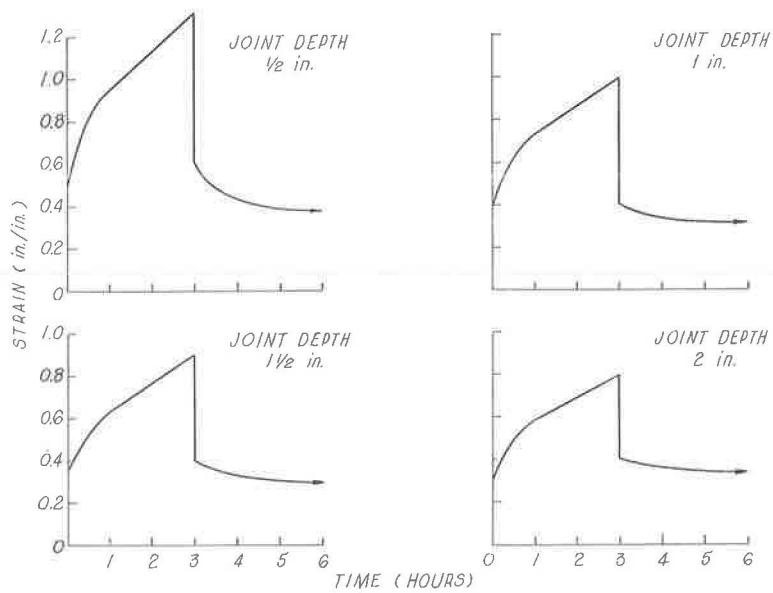 JOINT DEPTH
1/2 in.
1.2
1.0
0.8
0.6
0.4
0.2
0
JOINT DEPTH
1 in.
STRAIN (in./in.)
JOINT DEPTH
1 1/2 in.
1.0
0.8
0.6
0.4
0.2
0
1 2 3 4 5 6
JOINT DEPTH
2 in.
0 1 2 3 4 5 6
TIME (HOURS)